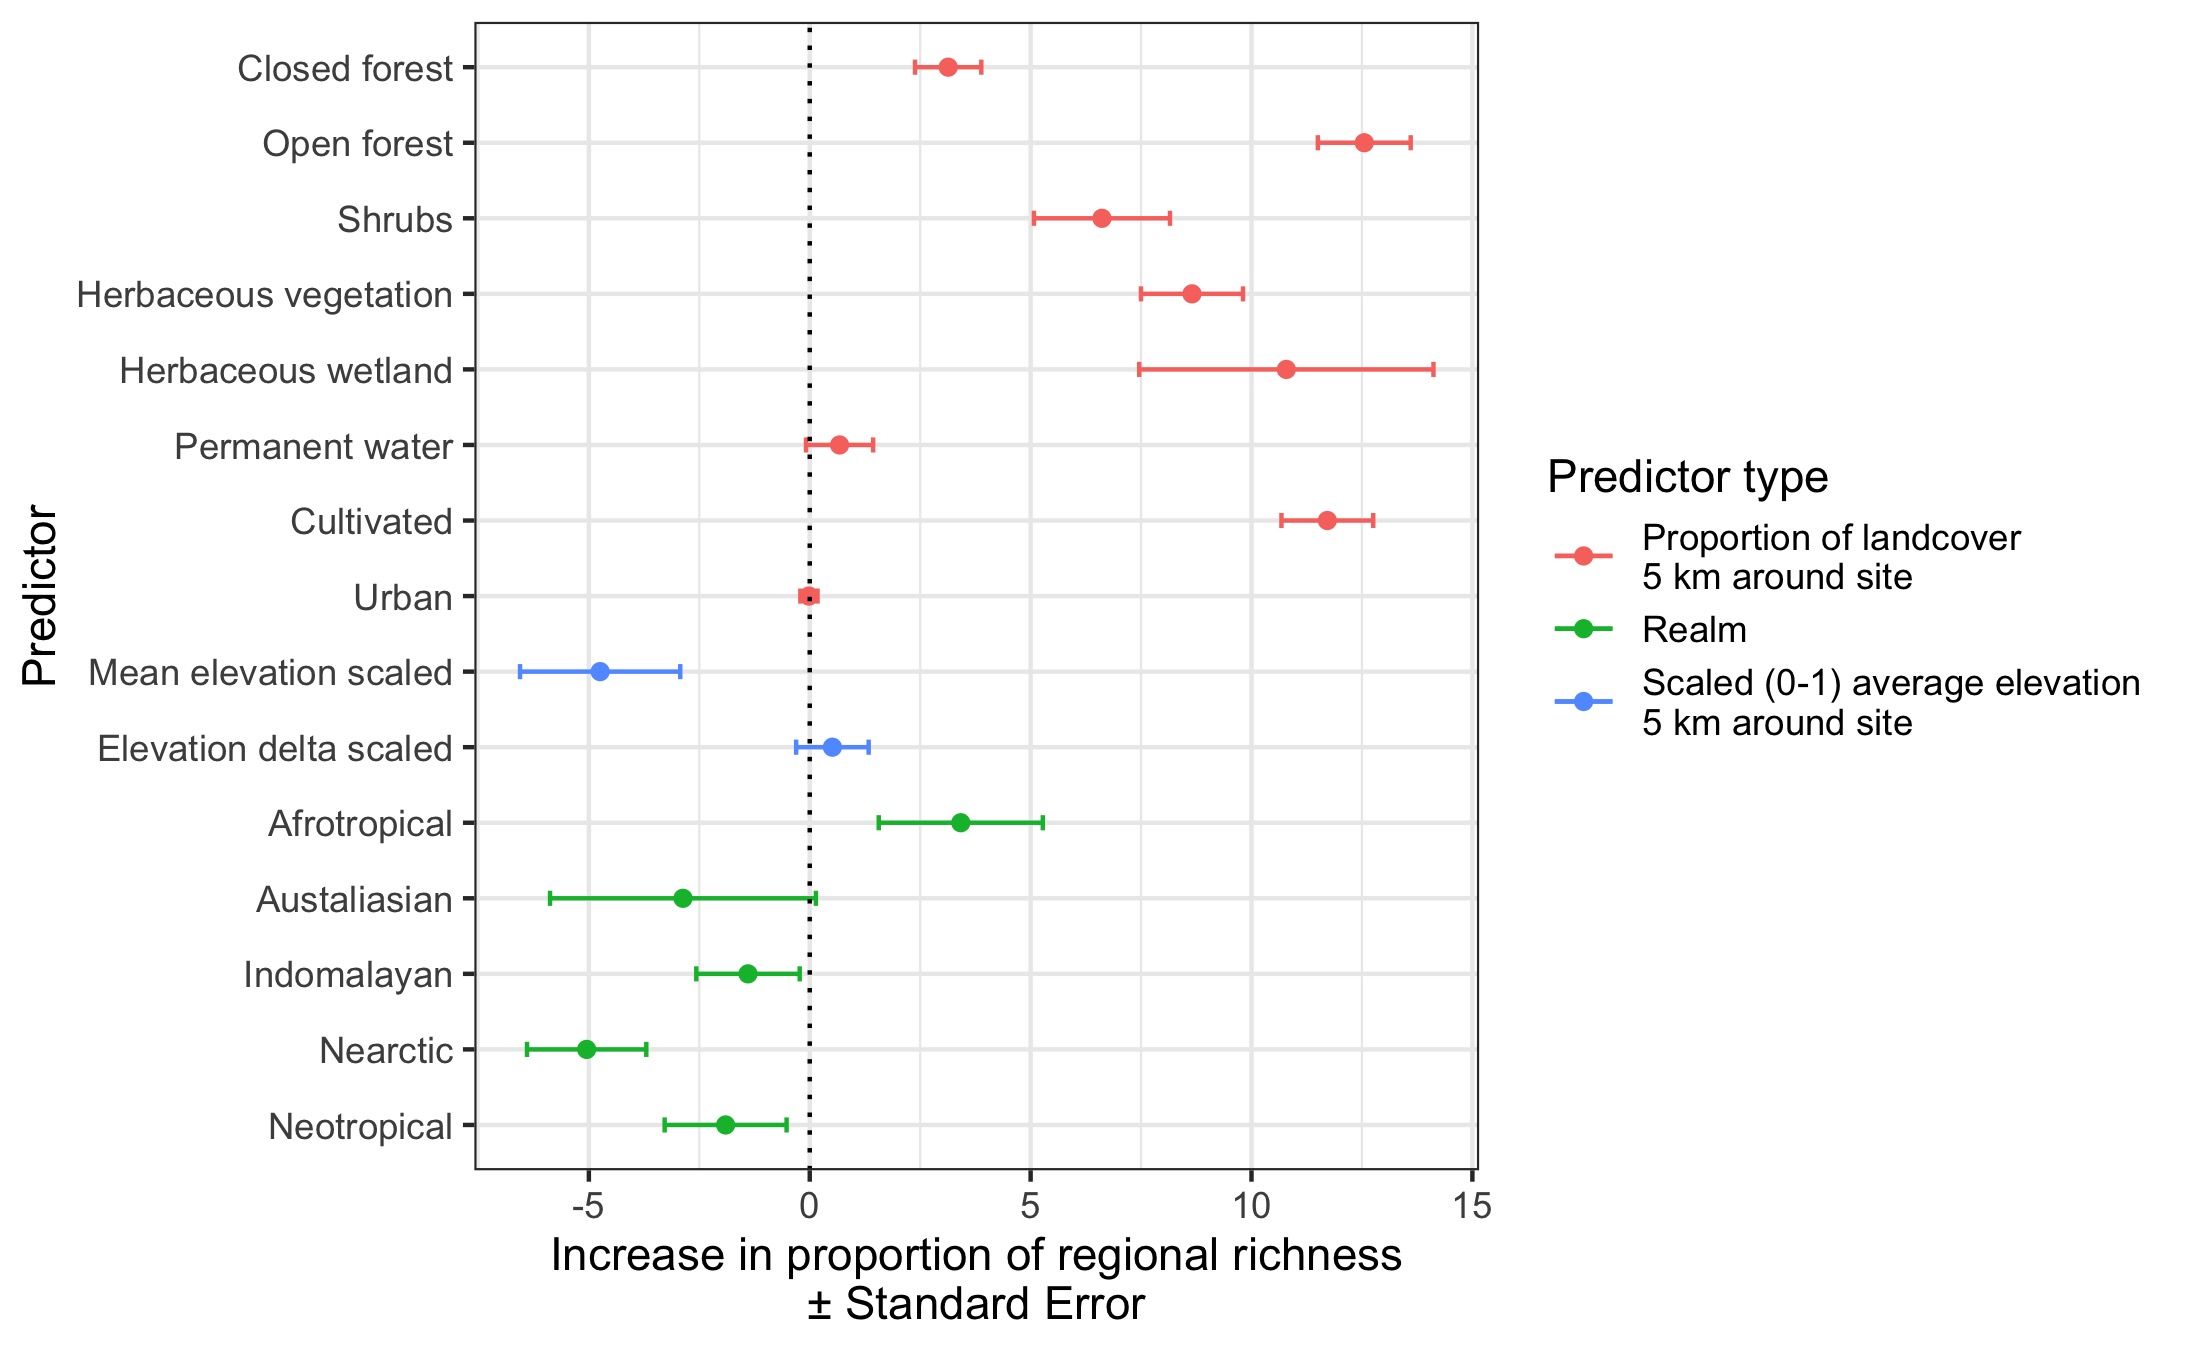 Closed forest
Open forest
Shrubs
Herbaceous vegetation
Herbaceous wetland
Permanent water
Cultivated
Urban
Mean elevation scaled
Elevation delta scaled
Afrotropical
Austaliasian
Indomalayan
Nearctic
Neotropical
Predictor
-5 0 5 10 15
Increase in proportion of regional richness
± Standard Error
Predictor type
Proportion of landcover
5 km around site
Realm
Scaled (0-1) average elevation
5 km around site